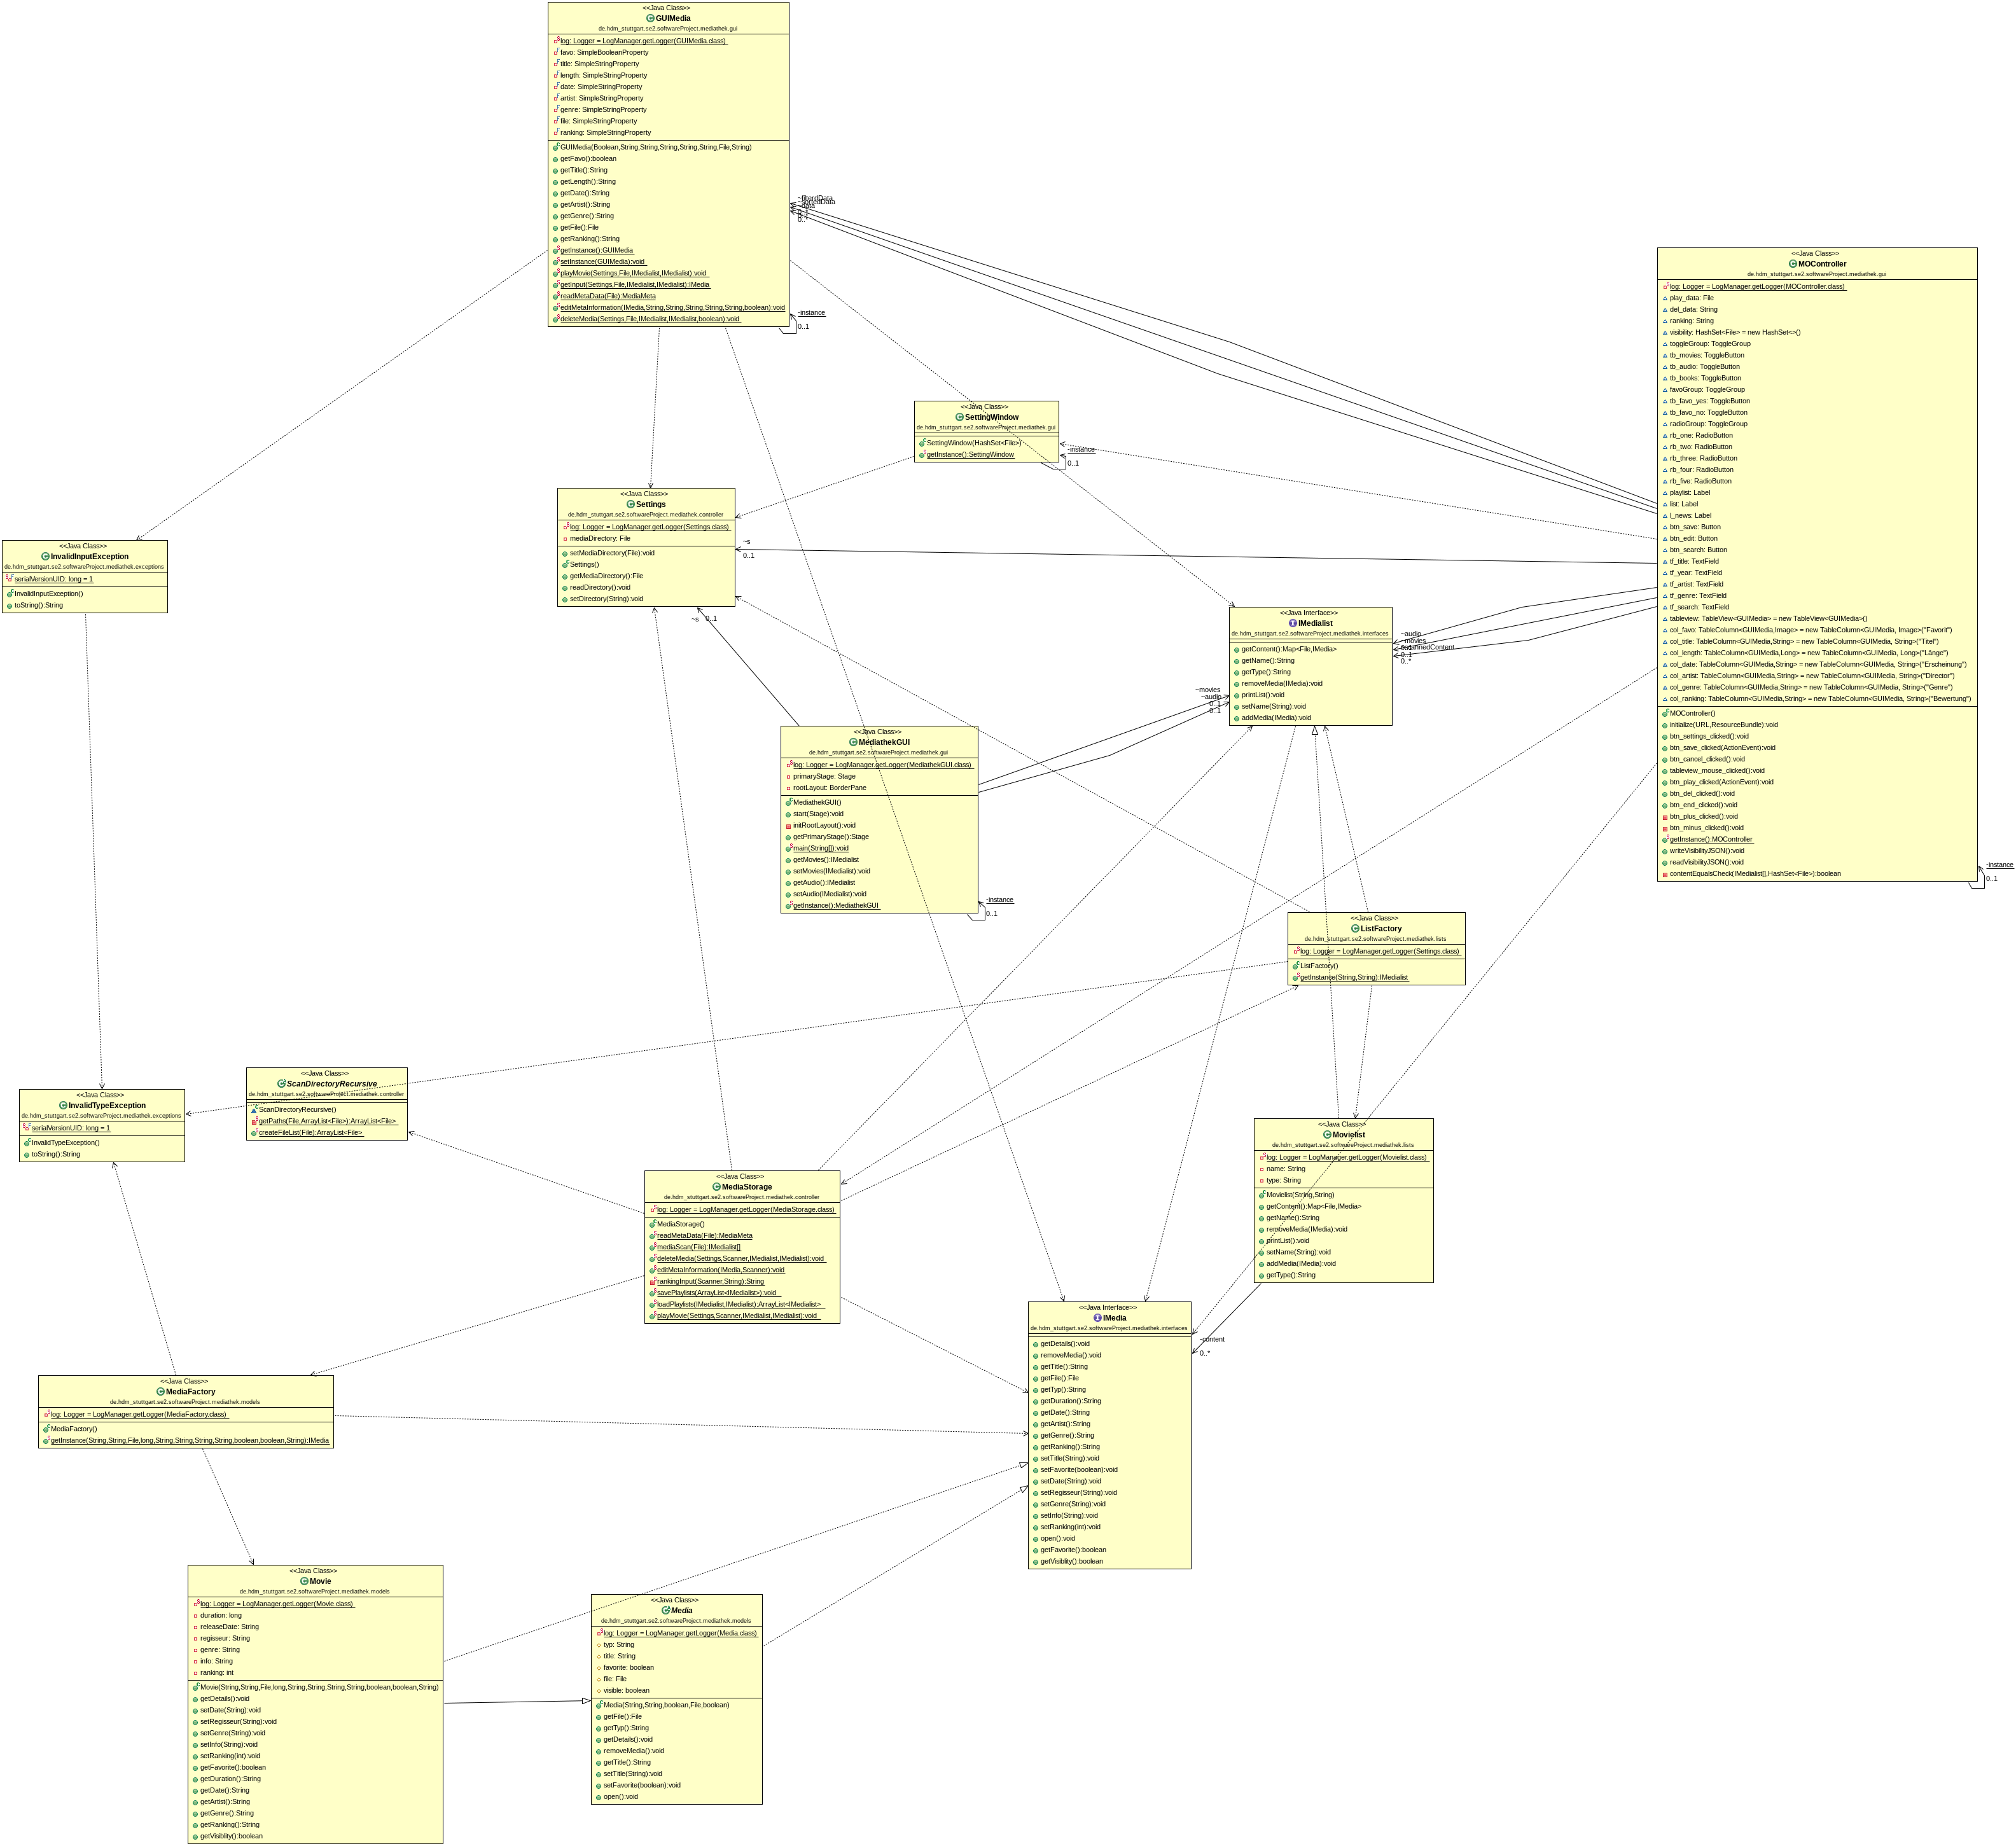 <<Java Class>>
GUIMedia
de.hdm_stuttgart.se2.softwareProject.mediathek.gui
log: Logger = LogManager.getLogger(GUIMedia.class)
favo: SimpleBooleanProperty
title: SimpleStringProperty
length: SimpleStringProperty
date: SimpleStringProperty
artist: SimpleStringProperty
genre: SimpleStringProperty
file: SimpleStringProperty
ranking: SimpleStringProperty
GUIMedia(Boolean,String,String,String,String,String,File,String)
getFavo():boolean
getTitle():String
getLength():String
getDate():String
getArtist():String
getGenre():String
getFile():File
getRanking():String
getInstance():GUIMedia
setInstance(GUIMedia):void
playMovie(Settings,File,IMedialist,IMedialist):void
getInput(Settings,File,IMedialist,IMedialist):IMedia
readMetaData(File):MediaMeta
editMetaInformation(IMedia,String,String,String,String,String,boolean):void
deleteMedia(Settings,File,IMedialist,IMedialist,boolean):void
~filterdData
~sortedData
~data
0..*
-instance
0..1
<<Java Class>>
MOController
de.hdm_stuttgart.se2.softwareProject.mediathek.gui
log: Logger = LogManager.getLogger(MOController.class)
play_data: File
del_data: String
ranking: String
visibility: HashSet<File> = new HashSet<>()
toggleGroup: ToggleGroup
tb_movies: ToggleButton
tb_audio: ToggleButton
tb_books: ToggleButton
favoGroup: ToggleGroup
tb_favo_yes: ToggleButton
tb_favo_no: ToggleButton
radioGroup: ToggleGroup
rb_one: RadioButton
rb_two: RadioButton
rb_three: RadioButton
rb_four: RadioButton
rb_five: RadioButton
playlist: Label
list: Label
l_news: Label
btn_save: Button
btn_edit: Button
btn_search: Button
tf_title: TextField
tf_year: TextField
tf_artist: TextField
tf_genre: TextField
tf_search: TextField
tableview: TableView<GUIMedia> = new TableView<GUIMedia>()
col_favo: TableColumn<GUIMedia,Image> = new TableColumn<GUIMedia, Image>("Favorit")
col_title: TableColumn<GUIMedia,String> = new TableColumn<GUIMedia, String>("Titel")
col_length: TableColumn<GUIMedia,Long> = new TableColumn<GUIMedia, Long>("Länge")
col_date: TableColumn<GUIMedia,String> = new TableColumn<GUIMedia, String>("Erscheinung")
col_artist: TableColumn<GUIMedia,String> = new TableColumn<GUIMedia, String>("Director")
col_genre: TableColumn<GUIMedia,String> = new TableColumn<GUIMedia, String>("Genre")
col_ranking: TableColumn<GUIMedia,String> = new TableColumn<GUIMedia, String>("Bewertung")
MOController()
initialize(URL,ResourceBundle):void
btn_settings_clicked():void
btn_save_clicked(ActionEvent):void
btn_cancel_clicked():void
tableview_mouse_clicked():void
btn_play_clicked(ActionEvent):void
btn_del_clicked():void
btn_end_clicked():void
btn_plus_clicked():void
btn_minus_clicked():void
getInstance():MOController
writeVisibilityJSON():void
readVisibilityJSON():void
contentEqualsCheck(IMedialist[],HashSet<File>):boolean
-instance
0..1
<<Java Class>>
SettingWindow
de.hdm_stuttgart.se2.softwareProject.mediathek.gui
SettingWindow(HashSet<File>)
getInstance():SettingWindow
-instance
0..1
<<Java Class>>
Settings
de.hdm_stuttgart.se2.softwareProject.mediathek.controller
log: Logger = LogManager.getLogger(Settings.class)
mediaDirectory: File
setMediaDirectory(File):void
Settings()
getMediaDirectory():File
readDirectory():void
setDirectory(String):void
~s
0..1
~s 0..1
<<Java Class>>
InvalidInputException
de.hdm_stuttgart.se2.softwareProject.mediathek.exceptions
serialVersionUID: long = 1
InvalidInputException()
toString():String
<<Java Interface>>
IMedialist
de.hdm_stuttgart.se2.softwareProject.mediathek.interfaces
getContent():Map<File,IMedia>
getName():String
getType():String
removeMedia(IMedia):void
printList():void
setName(String):void
addMedia(IMedia):void
~audio
~movies
0..1
0..*
~movies
~audio
0..1
0..1
<<Java Class>>
MediathekGUI
de.hdm_stuttgart.se2.softwareProject.mediathek.gui
log: Logger = LogManager.getLogger(MediathekGUI.class)
primaryStage: Stage
rootLayout: BorderPane
MediathekGUI()
start(Stage):void
initRootLayout():void
getPrimaryStage():Stage
main(String[]):void
getMovies():IMedialist
setMovies(IMedialist):void
getAudio():IMedialist
setAudio(IMedialist):void
getInstance():MediathekGUI
-instance
0..1
<<Java Class>>
ListFactory
de.hdm_stuttgart.se2.softwareProject.mediathek.lists
log: Logger = LogManager.getLogger(Settings.class)
ListFactory()
getInstance(String,String):IMedialist
<<Java Class>>
ScanDirectoryRecursive
de.hdm_stuttgart.se2.softwareProject.mediathek.controller
ScanDirectoryRecursive()
getPaths(File,ArrayList<File>):ArrayList<File>
createFileList(File):ArrayList<File>
<<Java Class>>
InvalidTypeException
de.hdm_stuttgart.se2.softwareProject.mediathek.exceptions
serialVersionUID: long = 1
InvalidTypeException()
toString():String
<<Java Class>>
Movielist
de.hdm_stuttgart.se2.softwareProject.mediathek.lists
log: Logger = LogManager.getLogger(Movielist.class)
name: String
type: String
Movielist(String,String)
getContent():Map<File,IMedia>
getName():String
removeMedia(IMedia):void
printList():void
setName(String):void
addMedia(IMedia):void
getType():String
<<Java Class>>
MediaStorage
de.hdm_stuttgart.se2.softwareProject.mediathek.controller
log: Logger = LogManager.getLogger(MediaStorage.class)
MediaStorage()
readMetaData(File):MediaMeta
mediaScan(File):IMedialist[]
deleteMedia(Settings,Scanner,IMedialist,IMedialist):void
editMetaInformation(IMedia,Scanner):void
rankingInput(Scanner,String):String
savePlaylists(ArrayList<IMedialist>):void
loadPlaylists(IMedialist,IMedialist):ArrayList<IMedialist>
playMovie(Settings,Scanner,IMedialist,IMedialist):void
<<Java Interface>>
IMedia
de.hdm_stuttgart.se2.softwareProject.mediathek.interfaces
getDetails():void
removeMedia():void
getTitle():String
getFile():File
getTyp():String
getDuration():String
getDate():String
getArtist():String
getGenre():String
getRanking():String
setTitle(String):void
setFavorite(boolean):void
setDate(String):void
setRegisseur(String):void
setGenre(String):void
setInfo(String):void
setRanking(int):void
open():void
getFavorite():boolean
getVisiblity():boolean
-content
0..*
<<Java Class>>
MediaFactory
de.hdm_stuttgart.se2.softwareProject.mediathek.models
log: Logger = LogManager.getLogger(MediaFactory.class)
MediaFactory()
getInstance(String,String,File,long,String,String,String,String,boolean,boolean,String):IMedia
<<Java Class>>
Movie
de.hdm_stuttgart.se2.softwareProject.mediathek.models
log: Logger = LogManager.getLogger(Movie.class)
duration: long
releaseDate: String
regisseur: String
genre: String
info: String
ranking: int
Movie(String,String,File,long,String,String,String,String,boolean,boolean,String)
getDetails():void
setDate(String):void
setRegisseur(String):void
setGenre(String):void
setInfo(String):void
setRanking(int):void
getFavorite():boolean
getDuration():String
getDate():String
getArtist():String
getGenre():String
getRanking():String
getVisiblity():boolean
<<Java Class>>
Media
de.hdm_stuttgart.se2.softwareProject.mediathek.models
log: Logger = LogManager.getLogger(Media.class)
typ: String
title: String
favorite: boolean
file: File
visible: boolean
Media(String,String,boolean,File,boolean)
getFile():File
getTyp():String
getDetails():void
removeMedia():void
getTitle():String
setTitle(String):void
setFavorite(boolean):void
open():void